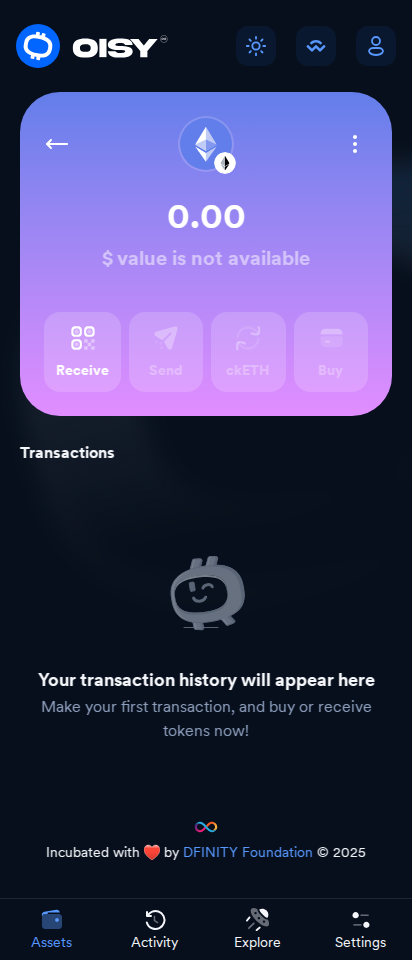 OISY
0.00
$ value is not available
Receive
Send
ckETH
Buy
Transactions
Your transaction history will appear here
Make your first transaction, and buy or receive
tokens now!
Incubated with ❤️ by DFINITY Foundation © 2025
Assets
Activity
Explore
Settings